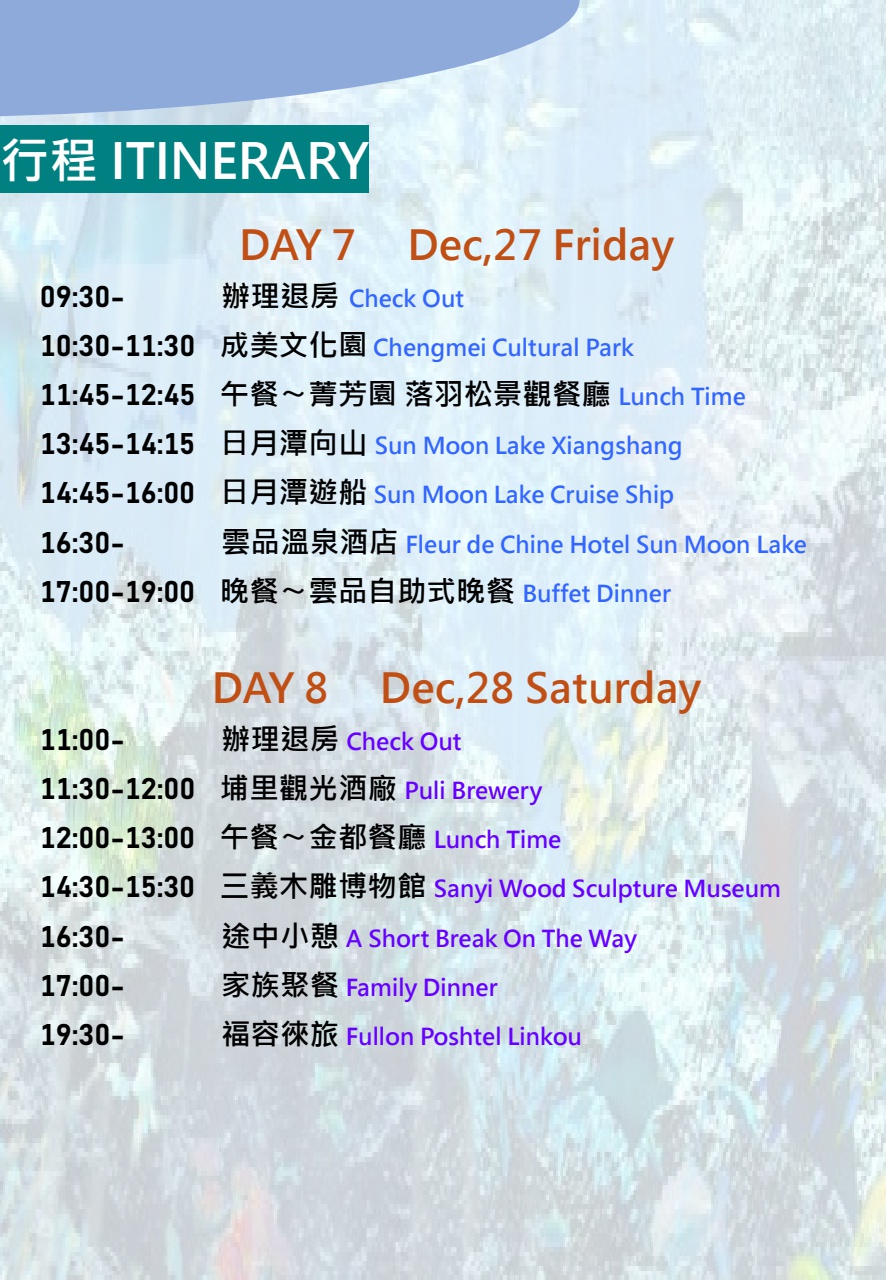 行程 ITINERARY
DAY 7 Dec,27 Friday
09:30- 辦理退房 Check Out
10:30-11:30 成美文化園 Chengmei Cultural Park
11:45-12:45 午餐～菁芳園 落羽松景觀餐廳 Lunch Time
13:45-14:15 日月潭向山 Sun Moon Lake Xiangshang
14:45-16:00 日月潭遊船 Sun Moon Lake Cruise Ship
16:30- 雲品溫泉酒店 Fleur de Chine Hotel Sun Moon Lake
17:00-19:00 晚餐～雲品自助式晚餐 Buffet Dinner
DAY 8 Dec,28 Saturday
11:00- 辦理退房 Check Out
11:30-12:00 埔里觀光酒廠 Puli Brewery
12:00-13:00 午餐～金都餐廳 Lunch Time
14:30-15:30 三義木雕博物館 Sanyi Wood Sculpture Museum
16:30- 途中小憩 A Short Break On The Way
17:00- 家族聚餐 Family Dinner
19:30- 福容徠旅 Fullon Poshtel Linkou